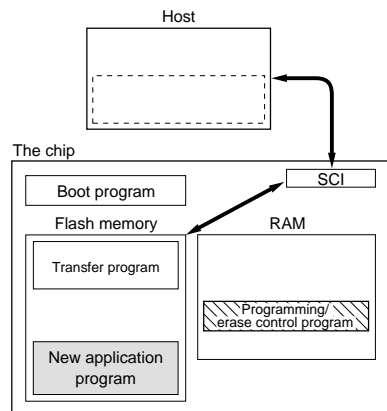 Host
The chip
SCI
Boot program
Flash memory
RAM
Transfer program
Programming/
erase control program
New application
program